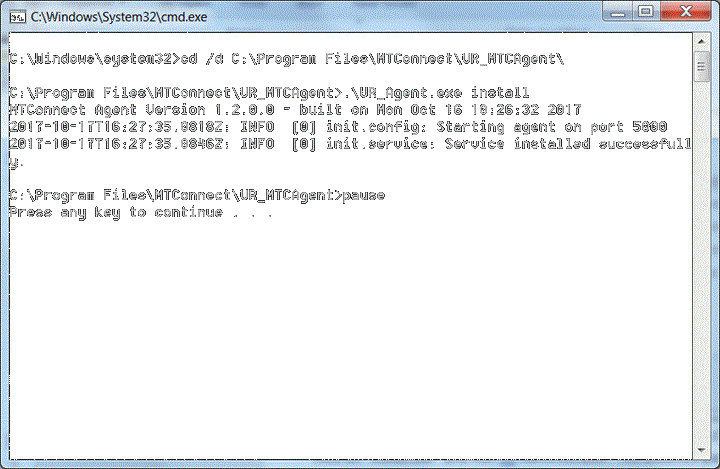 C:\Windows\System32\cmd.exe
C:\Windows\system32>cd /d C:\Program Files\MTConnect\UR_MTCAgent\
C:\Program Files\MTConnect\UR_MTCAgent>.\UR_Agent.exe install
MTConnect Agent Version 1.2.0.0 - built on Mon Oct 16 10:26:32 2017
2017-10-17T16:27:35.0818Z: INFO  [0] init.config: Starting agent on port 5000
2017-10-17T16:27:35.0846Z: INFO  [0] init.service: Service installed successfull
y.
C:\Program Files\MTConnect\UR_MTCAgent>pause
Press any key to continue . . .